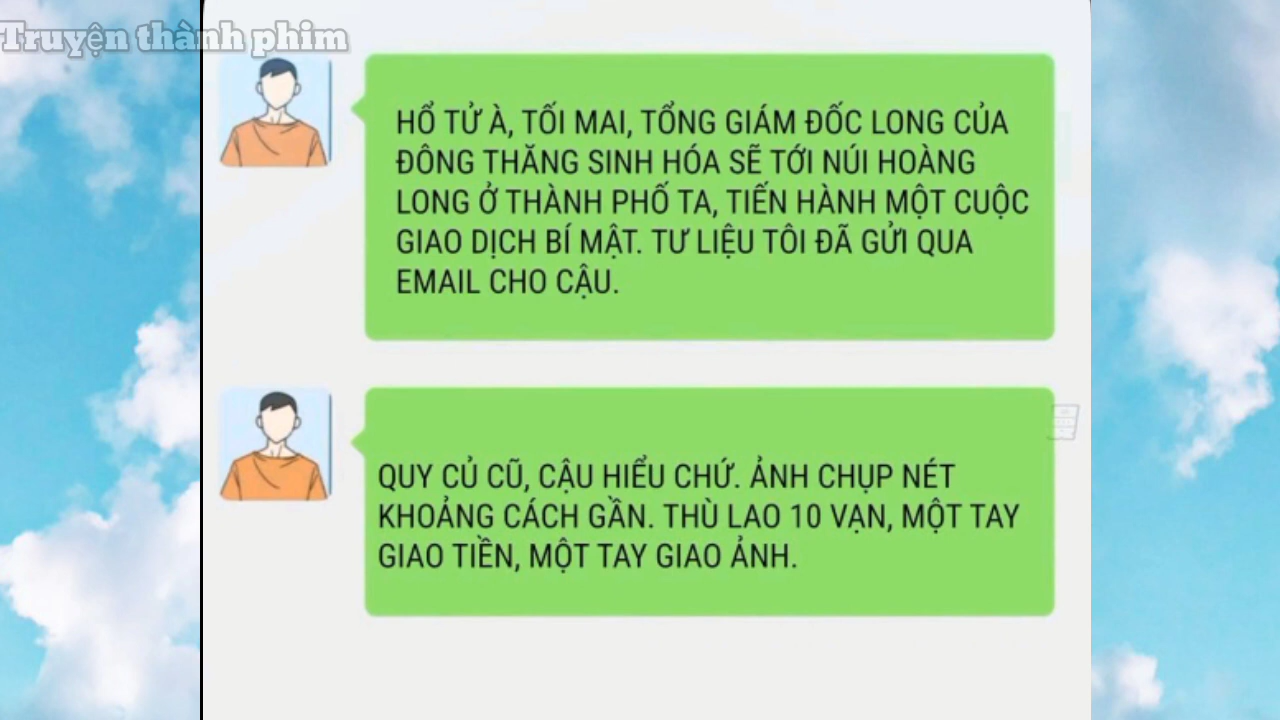 Truyện thành phim
HỔ TỬ À, TỐI MAI, TỔNG GIÁM ĐỐC LONG CỦA
ĐÔNG THĂNG SINH HÓA SẼ TỚI NÚI HOÀNG
LONG Ở THÀNH PHỐ TA, TIẾN HÀNH MỘT CUỘC
GIAO DỊCH BÍ MẬT. TƯ LIỆU TÔI ĐÃ GỬI QUA
EMAIL CHO CẬU.
QUY CỦ CŨ, CẬU HIỂU CHỨ. ẢNH CHỤP NÉT
KHOẢNG CÁCH GẦN. THÙ LAO 10 VẠN, MỘT TAY
GIAO TIỀN, MỘT TAY GIAO ẢNH.